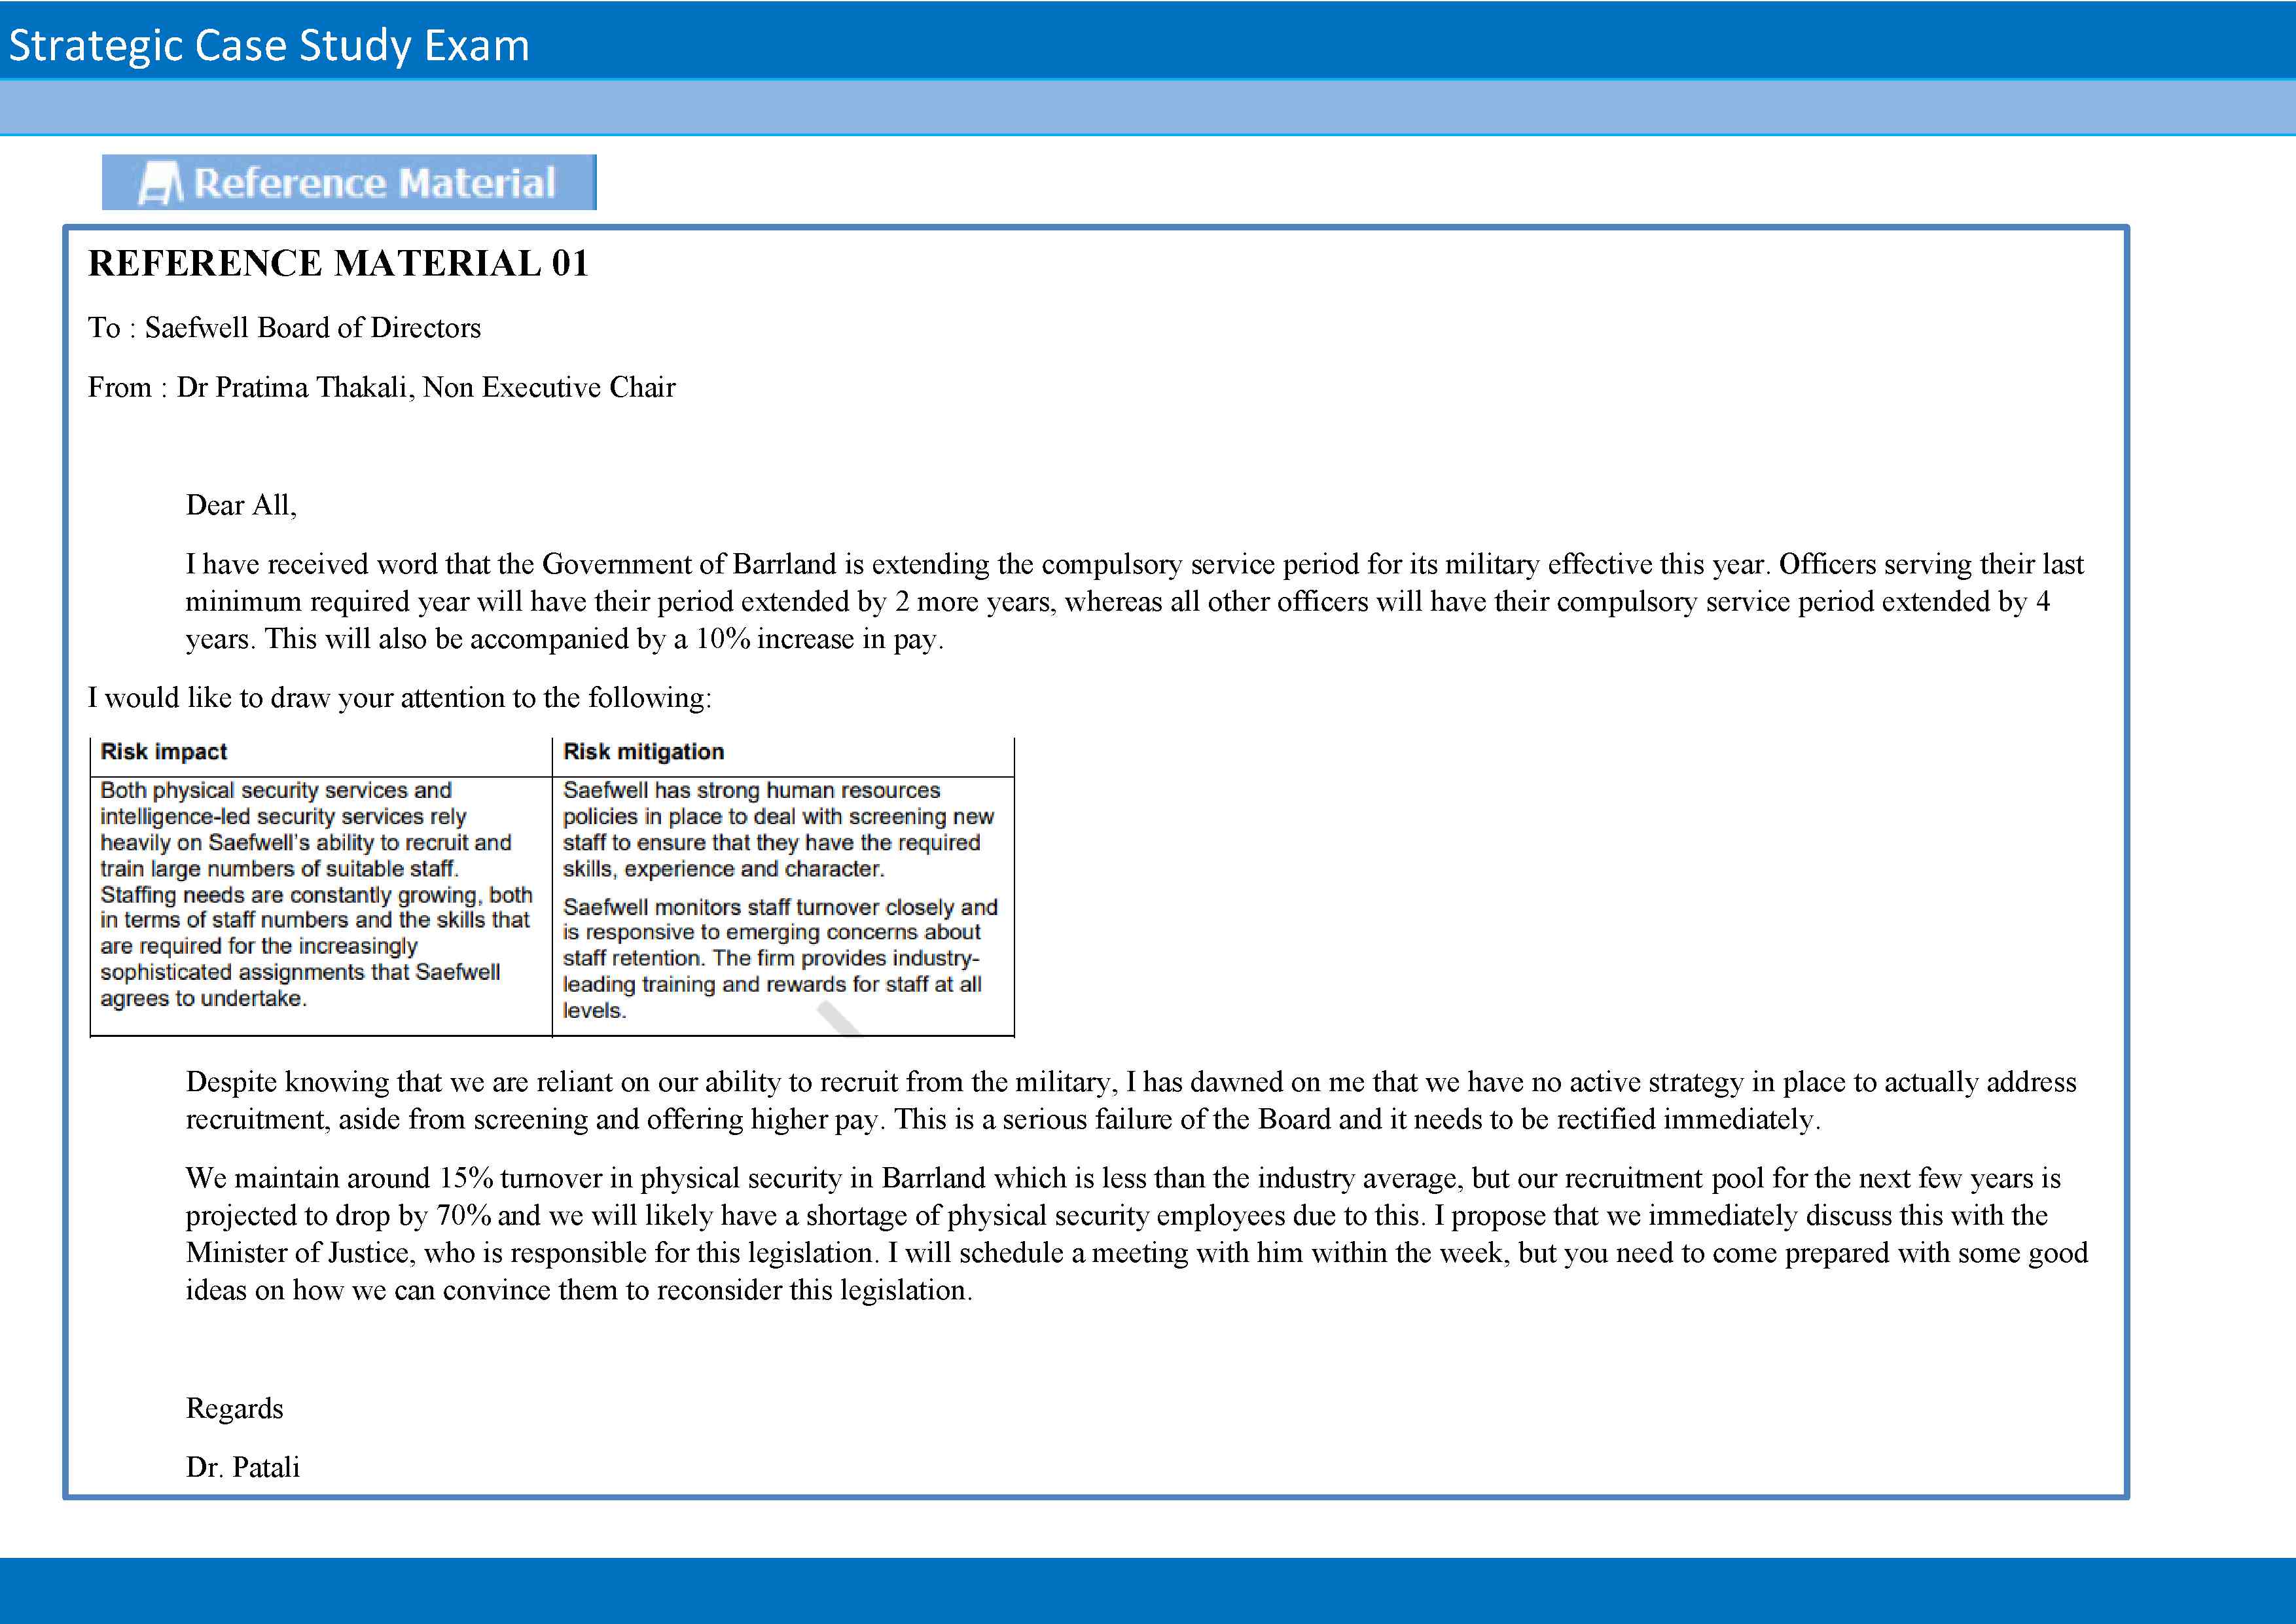 Strategic Case Study Exam
Reference Material
REFERENCE MATERIAL 01
To : Saefwell Board of Directors
From : Dr Pratima Thakali, Non Executive Chair
Dear All,
I have received word that the Government of Barrland is extending the compulsory service period for its military effective this year. Officers serving their last
minimum required year will have their period extended by 2 more years, whereas all other officers will have their compulsory service period extended by 4
years. This will also be accompanied by a 10% increase in pay.
I would like to draw your attention to the following:
Risk impact
Both physical security services and
intelligence-led security services rely
heavily on Saefwell's ability to recruit and
train large numbers of suitable staff.
Staffing needs are constantly growing, both
in terms of staff numbers and the skills that
are required for the increasingly
sophisticated assignments that Saefwell
agrees to undertake.
Risk mitigation
Saefwell has strong human resources
policies in place to deal with screening new
staff to ensure that they have the required
skills, experience and character.
Saefwell monitors staff turnover closely and
is responsive to emerging concerns about
staff retention. The firm provides industry-
leading training and rewards for staff at all
levels.
Despite knowing that we are reliant on our ability to recruit from the military, I has dawned on me that we have no active strategy in place to actually address
recruitment, aside from screening and offering higher pay. This is a serious failure of the Board and it needs to be rectified immediately.
We maintain around 15% turnover in physical security in Barrland which is less than the industry average, but our recruitment pool for the next few years is
projected to drop by 70% and we will likely have a shortage of physical security employees due to this. I propose that we immediately discuss this with the
Minister of Justice, who is responsible for this legislation. I will schedule a meeting with him within the week, but you need to come prepared with some good
ideas on how we can convince them to reconsider this legislation.
Regards
Dr. Patali